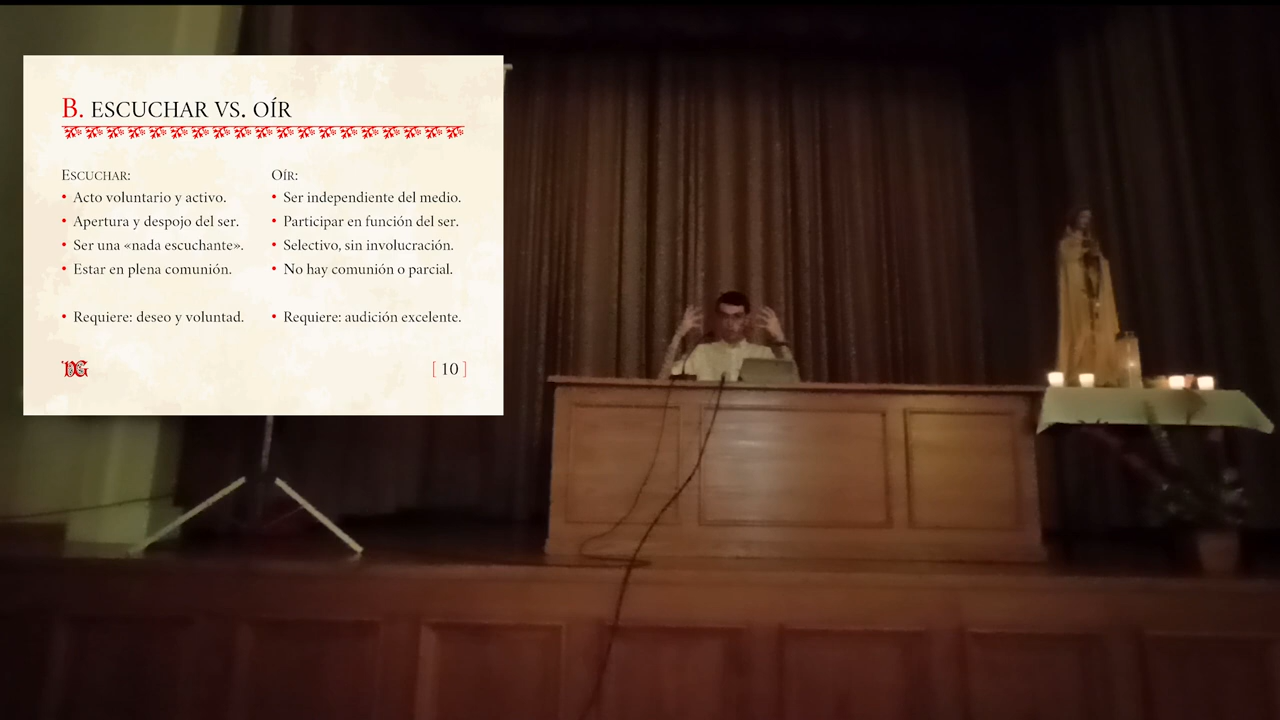 B. ESCUCHAR VS. OÍR
ESCUCHAR:
• Acto voluntario y activo.
• Apertura y despojo del ser.
• Ser una «nada escuchante».
• Estar en plena comunión.
• Requiere: deseo y voluntad.
OÍR:
• Ser independiente del medio.
• Participar en función del ser.
• Selectivo, sin involucración.
• No hay comunión o parcial.
• Requiere: audición excelente.
[ 10 ]